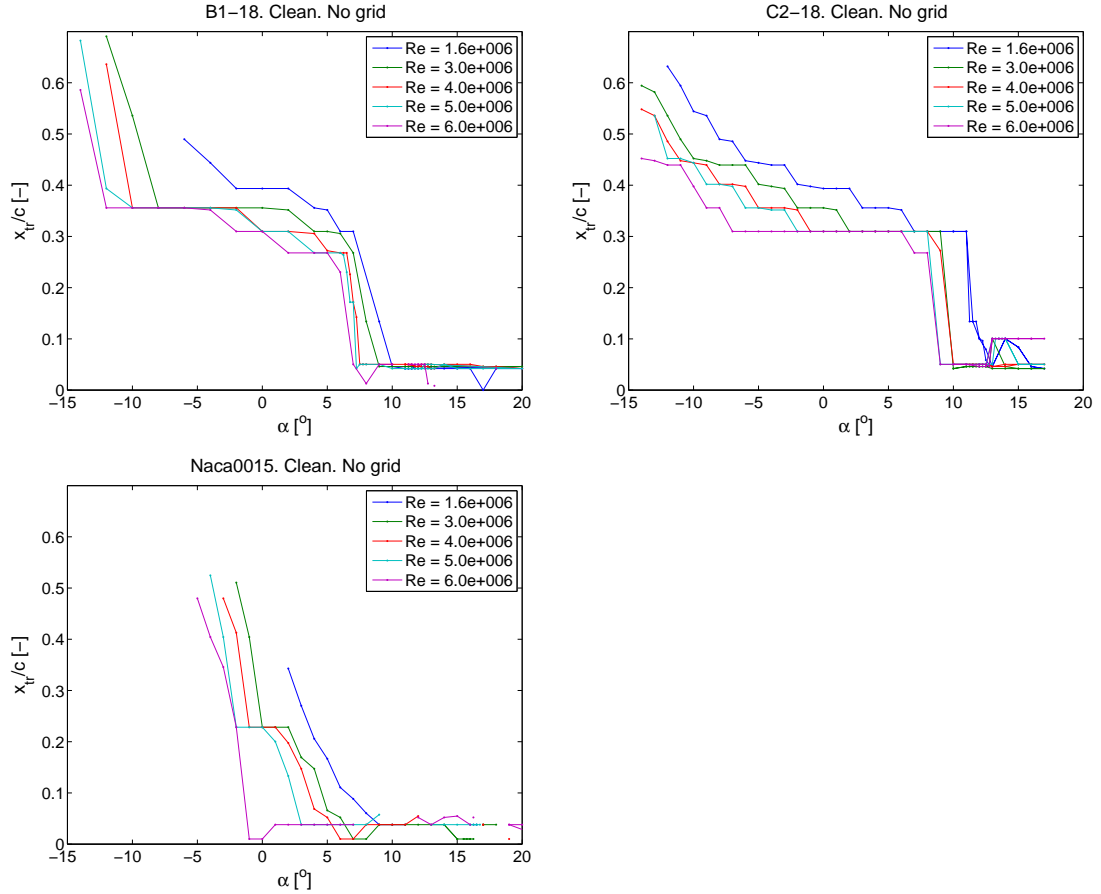 B1−18. Clean. No grid
Re = 1.6e+006
Re = 3.0e+006
Re = 4.0e+006
Re = 5.0e+006
Re = 6.0e+006
0.6
0.5
0.4
0.3
0.2
0.1
0
x_tr/c [−]
−15 −10 −5 0 5 10 15 20
α [°]
C2−18. Clean. No grid
Re = 1.6e+006
Re = 3.0e+006
Re = 4.0e+006
Re = 5.0e+006
Re = 6.0e+006
0.6
0.5
0.4
0.3
0.2
0.1
0
x_tr/c [−]
−15 −10 −5 0 5 10 15 20
α [°]
Naca0015. Clean. No grid
Re = 1.6e+006
Re = 3.0e+006
Re = 4.0e+006
Re = 5.0e+006
Re = 6.0e+006
0.6
0.5
0.4
0.3
0.2
0.1
0
x_tr/c [−]
−15 −10 −5 0 5 10 15 20
α [°]